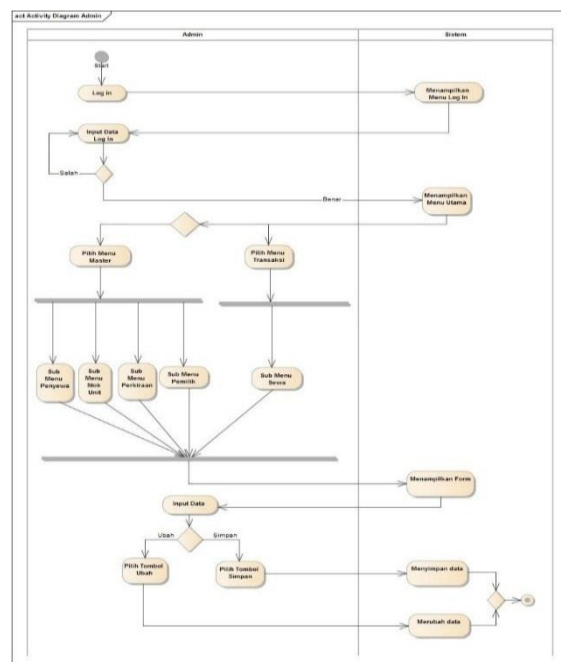 act Activity Diagram Admin
Admin
Sistem
Start
Log in
Menampilkan
Menu Log In
Input Data
Log In
Salah
Benar
Menampilkan
Menu Utama
Pilih Menu
Master
Pilih Menu
Transaksi
Sub
Menu
Penyewa
Sub
Menu
Unit
Sub
Menu
Perkiraan
Sub Menu
Pemilik
Sub Menu
Sewa
Menampilkan Form
Input Data
Ubah
Simpan
Pilih Tombol
Ubah
Pilih Tombol
Simpan
Menyimpan data
Merubah data